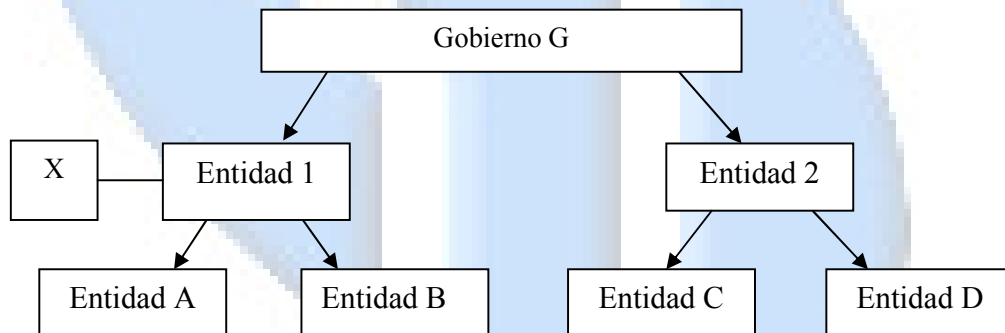 Gobierno G
X
Entidad 1
Entidad 2
Entidad A
Entidad B
Entidad C
Entidad D